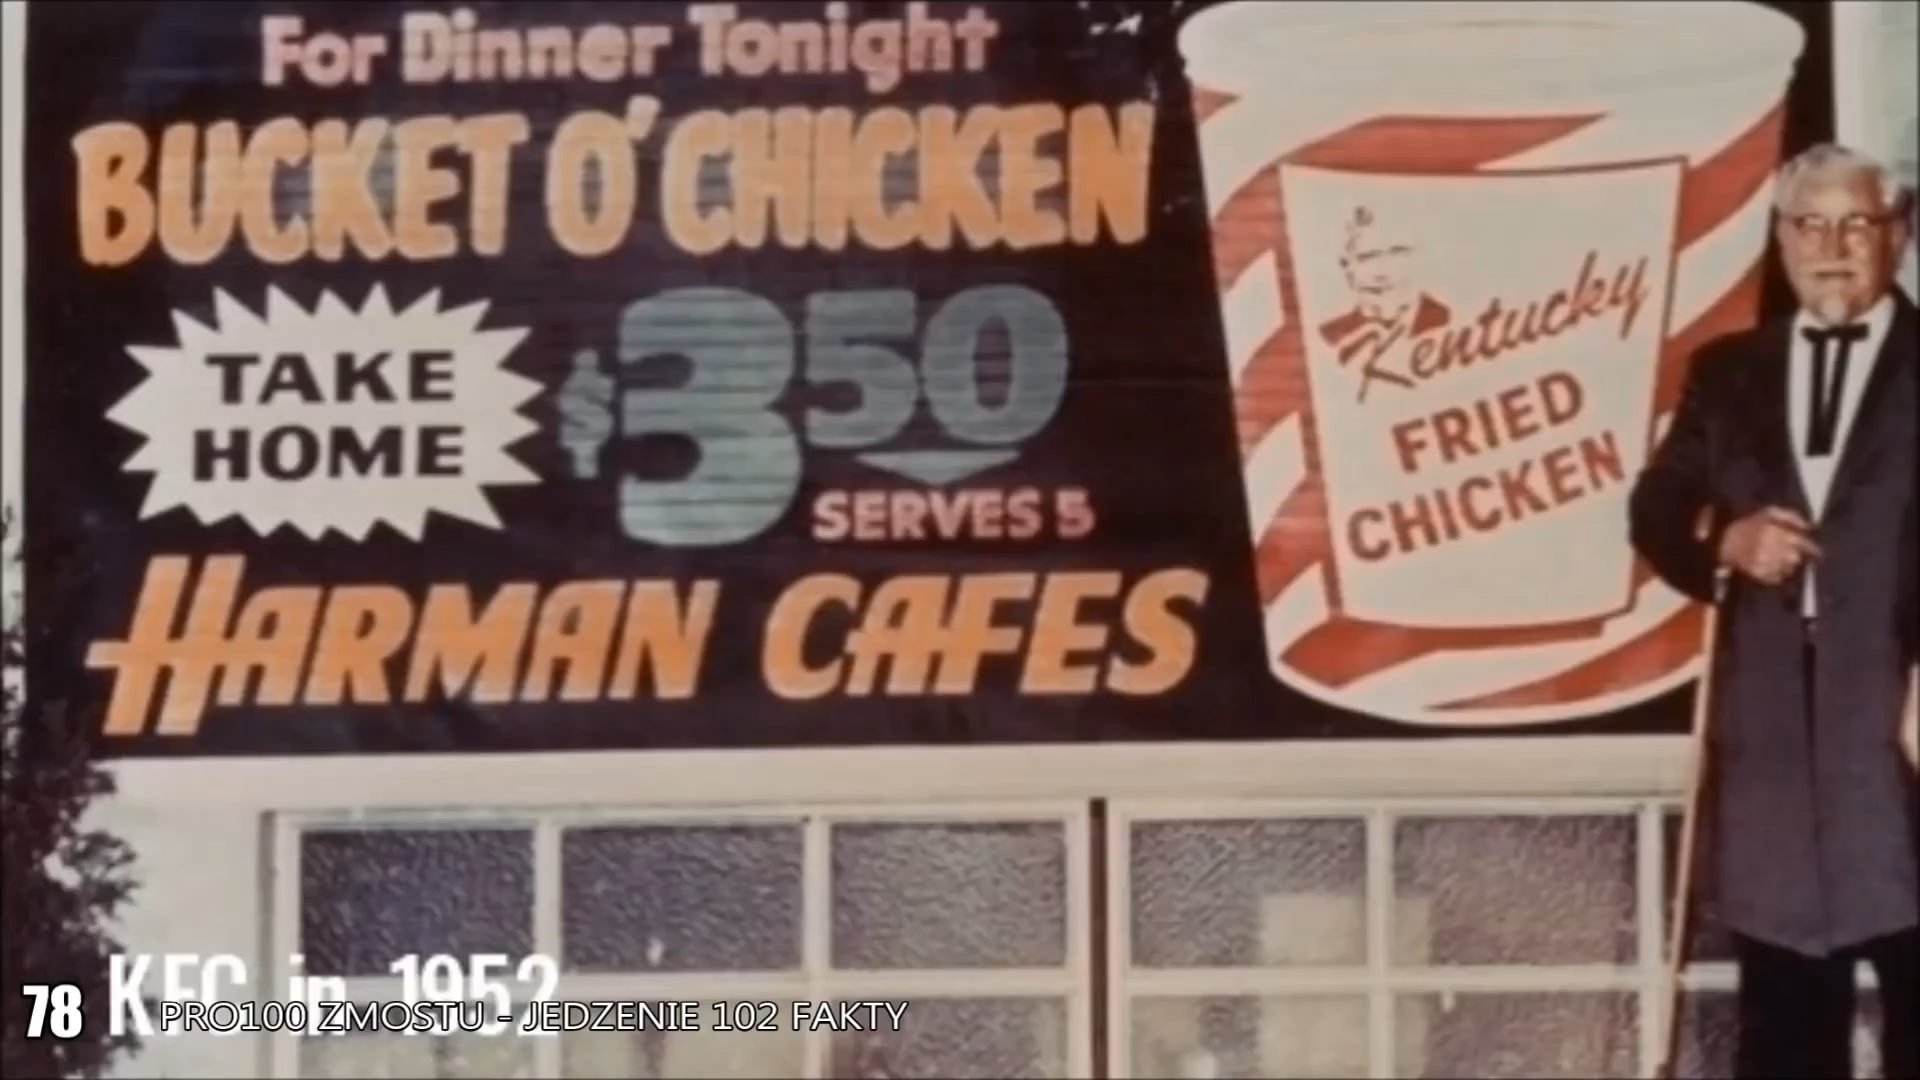 For Dinner Tonight
BUCKET O' CHICKEN
TAKE
HOME
$3.50
SERVES 5
HARMAN CAFES
Kentucky
FRIED
CHICKEN
KFC in 1952
78
PRO100 ZMOSTU - JEDZENIE 102 FAKTY